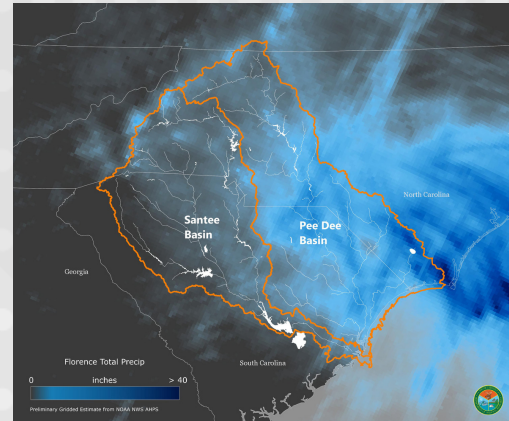 North Carolina
Santee
Basin
Pee Dee
Basin
Georgia
South Carolina
Florence Total Precip
0 inches > 40
Preliminary Gridded Estimate from NOAA NWS AHPS